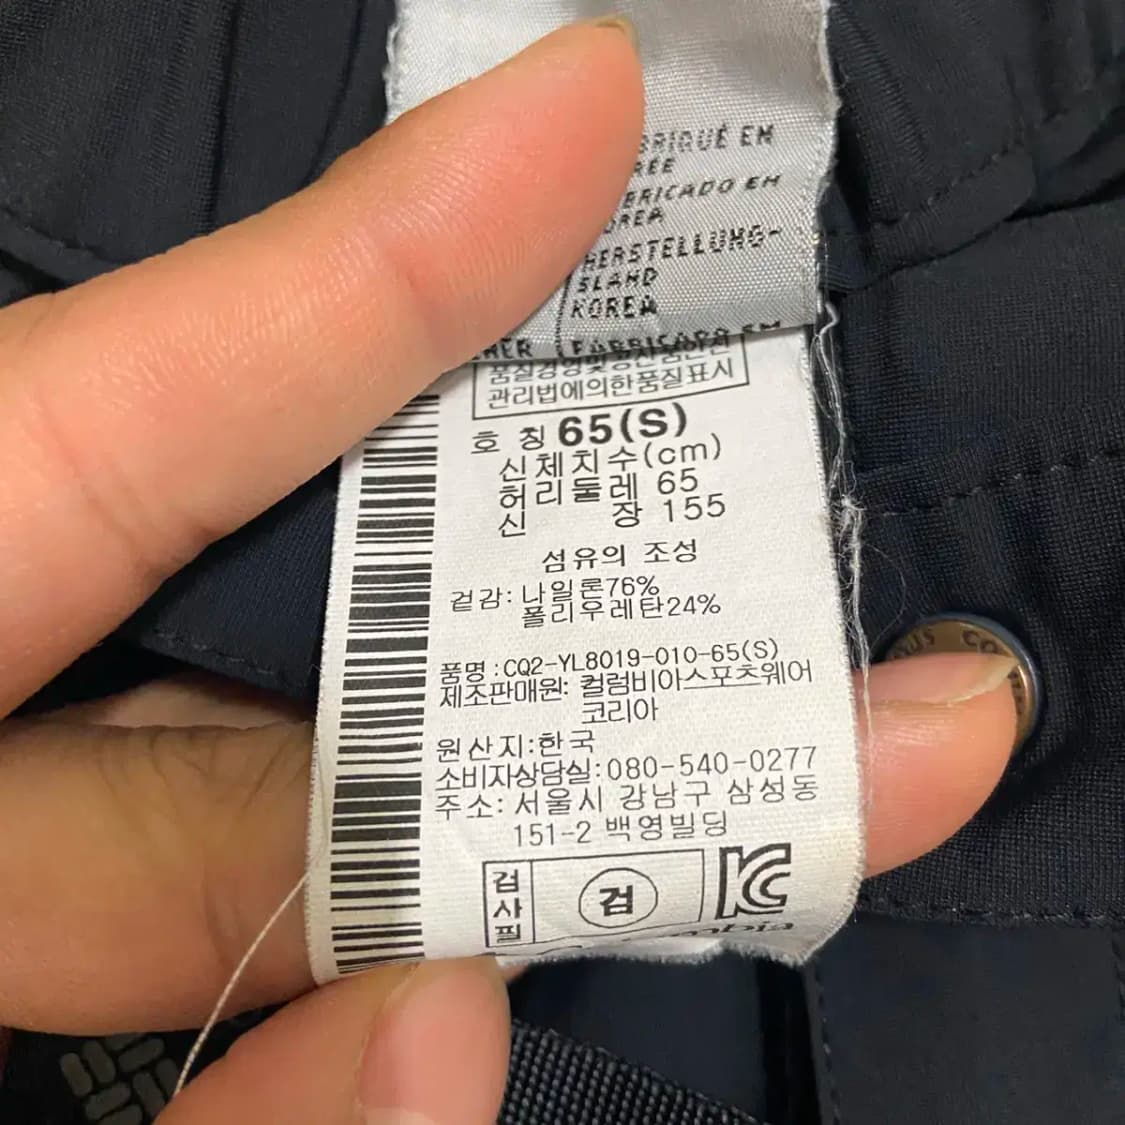 EM
KOREA
HERSTELLUNG-
SLAND
KOREA
관리법에의한품질표시
호 칭 65(S)
신체치수(cm)
허리둘레 65
신 장 155
섬유의 조성
겉감: 나일론76%
폴리우레탄24%
품명 : CQ2-YL8019-010-65(S)
제조판매원: 컬럼비아스포츠웨어
코리아
원산지:한국
소비자상담실:080-540-0277
주소: 서울시 강남구 삼성동
151-2 백영빌딩
검사필
검